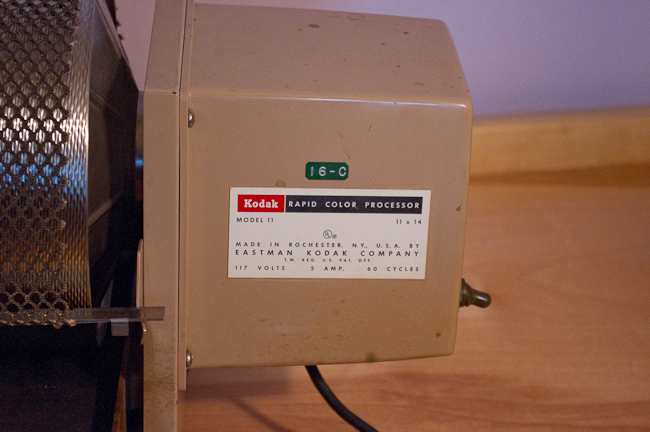 16-C
Kodak RAPID COLOR PROCESSOR
MODEL 11 11 x 14
UL
MADE IN ROCHESTER, N.Y., U.S.A. BY
EASTMAN KODAK COMPANY
T.M. REG. U.S. PAT. OFF.
117 VOLTS 2 AMP. 60 CYCLES